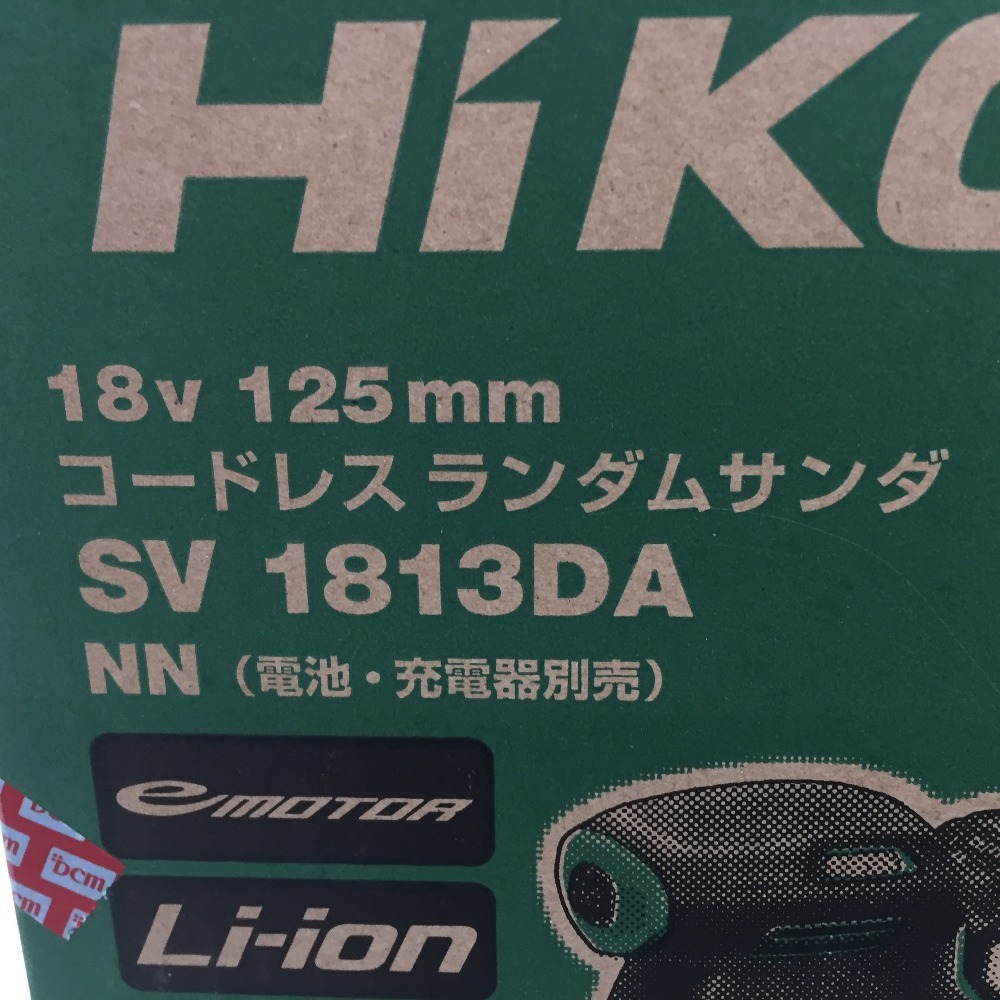 HiKO
18v 125mm
コードレス ランダムサンダ
SV 1813DA
NN（電池・充電器別売）
eMOTOR
DCM
Li-ion